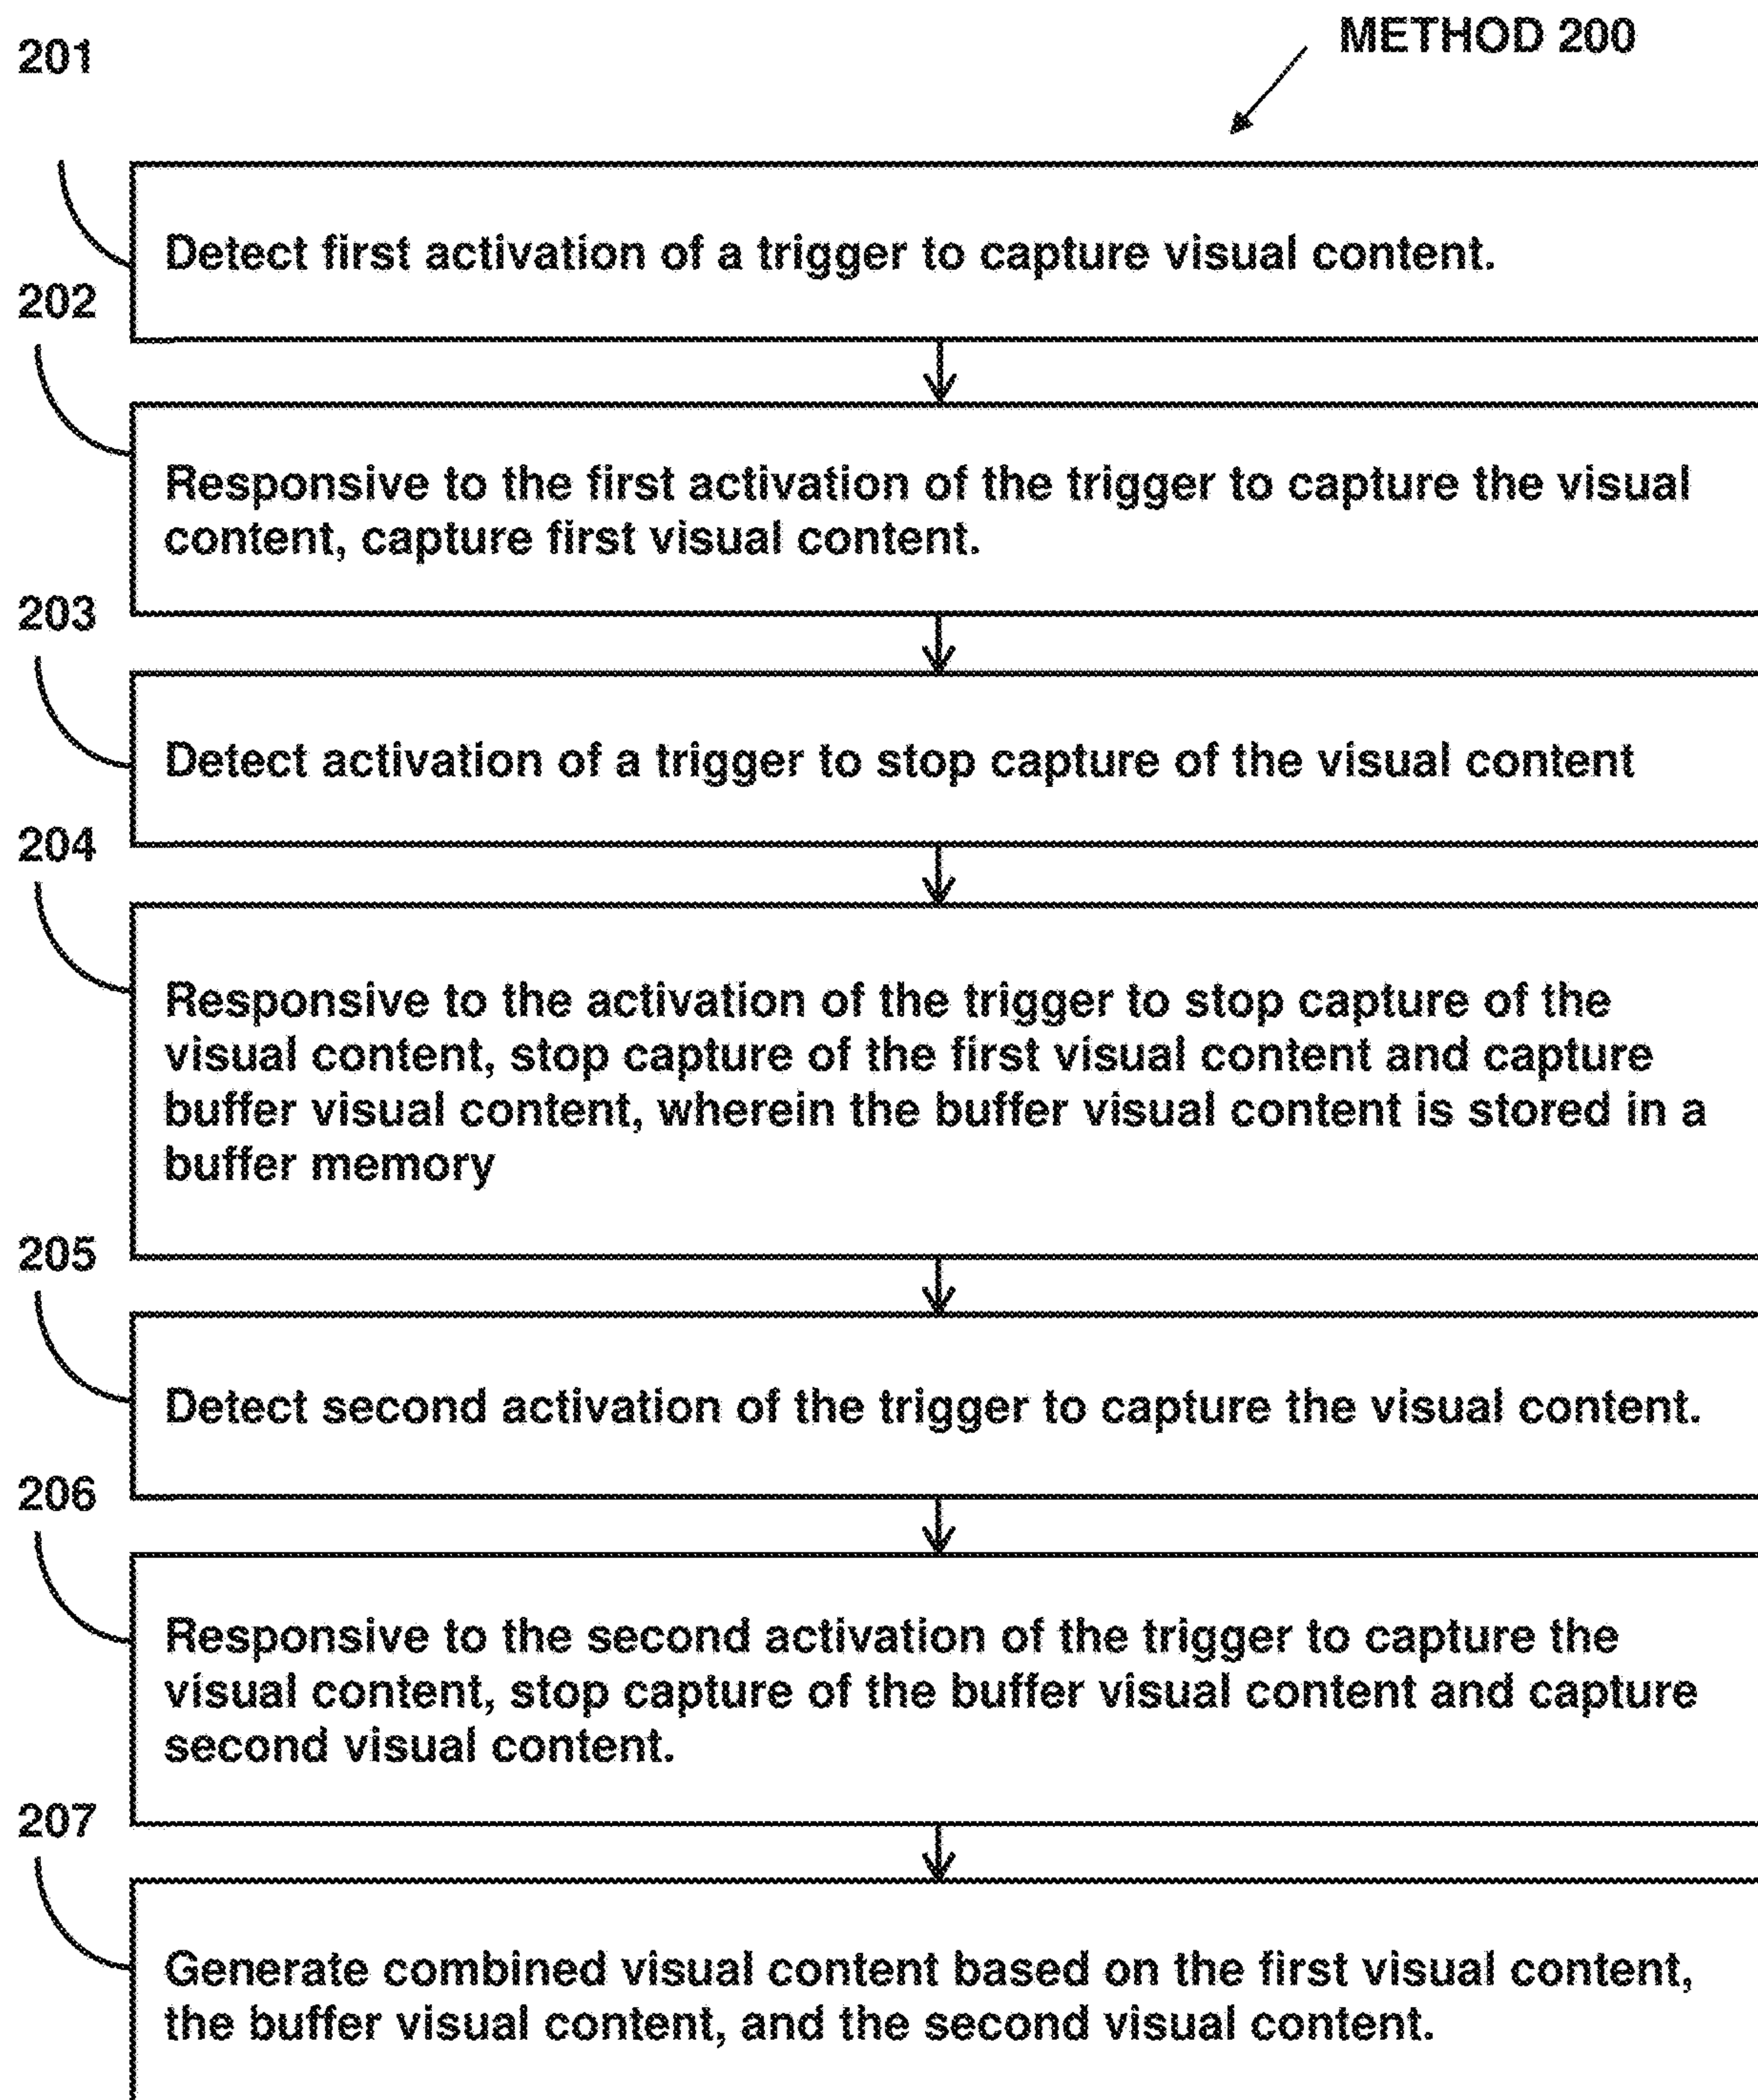 METHOD 200
201
Detect first activation of a trigger to capture visual content.
202
Responsive to the first activation of the trigger to capture the visual
content, capture first visual content.
203
Detect activation of a trigger to stop capture of the visual content
204
Responsive to the activation of the trigger to stop capture of the
visual content, stop capture of the first visual content and capture
buffer visual content, wherein the buffer visual content is stored in a
buffer memory
205
Detect second activation of the trigger to capture the visual content.
206
Responsive to the second activation of the trigger to capture the
visual content, stop capture of the buffer visual content and capture
second visual content.
207
Generate combined visual content based on the first visual content,
the buffer visual content, and the second visual content.